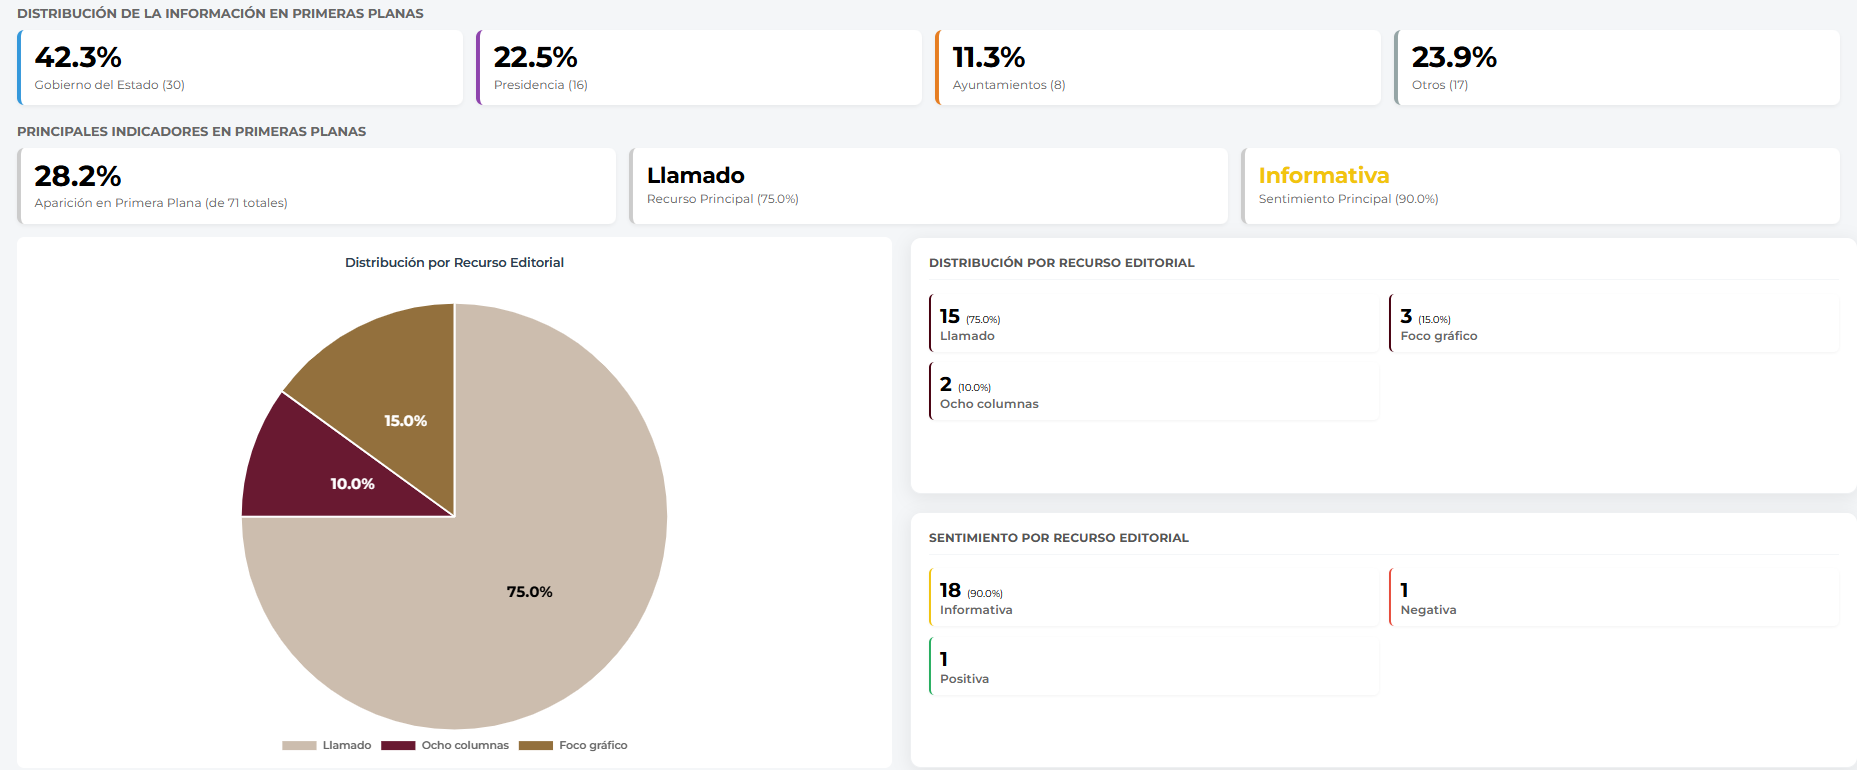 DISTRIBUCIÓN DE LA INFORMACIÓN EN PRIMERAS PLANAS
42.3%
Gobierno del Estado (30)
22.5%
Presidencia (16)
11.3%
Ayuntamientos (8)
23.9%
Otros (17)
PRINCIPALES INDICADORES EN PRIMERAS PLANAS
28.2%
Aparición en Primera Plana (de 71 totales)
Llamado
Recurso Principal (75.0%)
Informativa
Sentimiento Principal (90.0%)
Distribución por Recurso Editorial
15.0%
10.0%
75.0%
Llamado
Ocho columnas
Foco gráfico
DISTRIBUCIÓN POR RECURSO EDITORIAL
15 (75.0%)
Llamado
3 (15.0%)
Foco gráfico
2 (10.0%)
Ocho columnas
SENTIMIENTO POR RECURSO EDITORIAL
18 (90.0%)
Informativa
1
Negativa
1
Positiva